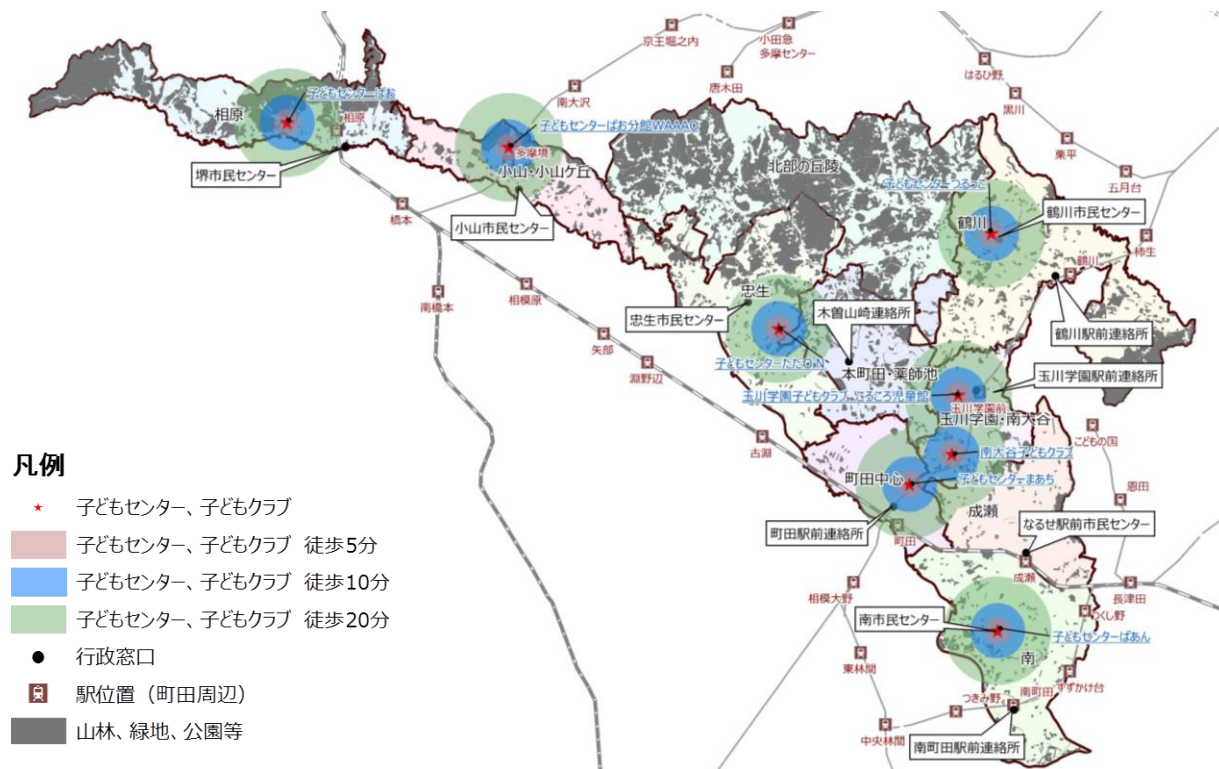 京王堀之内
小田急
多摩センター
はるひ野
唐木田
黒川
南大沢
栗平
五月台
柿生
鶴川
子どもセンターぱお
相原
相原
堺市民センター
子どもセンターぱお分館WAAAO
多摩境
小山・小山ケ丘
小山市民センター
橋本
南橋本
相模原
矢部
淵野辺
古淵
北部の丘陵
子どもセンターつるっこ
鶴川
鶴川市民センター
鶴川駅前連絡所
忠生
忠生市民センター
木曽山崎連絡所
子どもセンターただON
本町田・薬師池
玉川学園子どもクラブ ころころ児童館
玉川学園前
玉川学園駅前連絡所
玉川学園・南大谷
南大谷子どもクラブ
子どもセンターまあち
町田中心
町田駅前連絡所
町田
成瀬
なるせ駅前市民センター
成瀬
こどもの国
恩田
長津田
つくし野
すずかけ台
相模大野
東林間
中央林間
つきみ野
南町田
南市民センター
子どもセンターばあん
南
南町田駅前連絡所
凡例
子どもセンター、子どもクラブ
子どもセンター、子どもクラブ 徒歩5分
子どもセンター、子どもクラブ 徒歩10分
子どもセンター、子どもクラブ 徒歩20分
行政窓口
駅位置（町田周辺）
山林、緑地、公園等